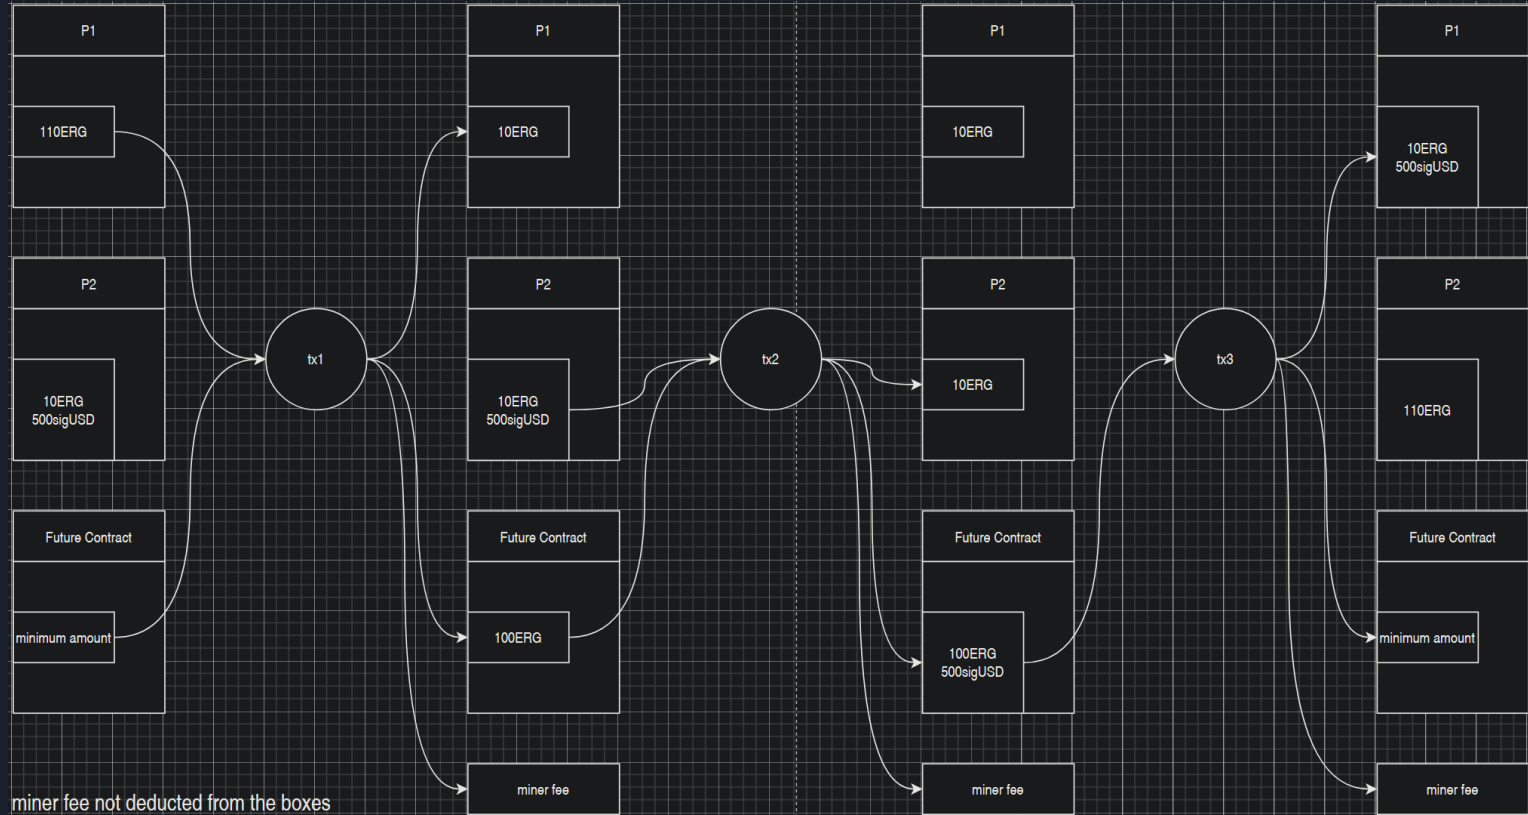 P1
P1
P1
P1
110ERG
10ERG
10ERG
10ERG
500sigUSD
P2
P2
P2
P2
tx1
tx2
tx3
10ERG
500sigUSD
10ERG
500sigUSD
10ERG
110ERG
Future Contract
Future Contract
Future Contract
Future Contract
minimum amount
100ERG
100ERG
500sigUSD
minimum amount
miner fee
miner fee
miner fee
miner fee not deducted from the boxes